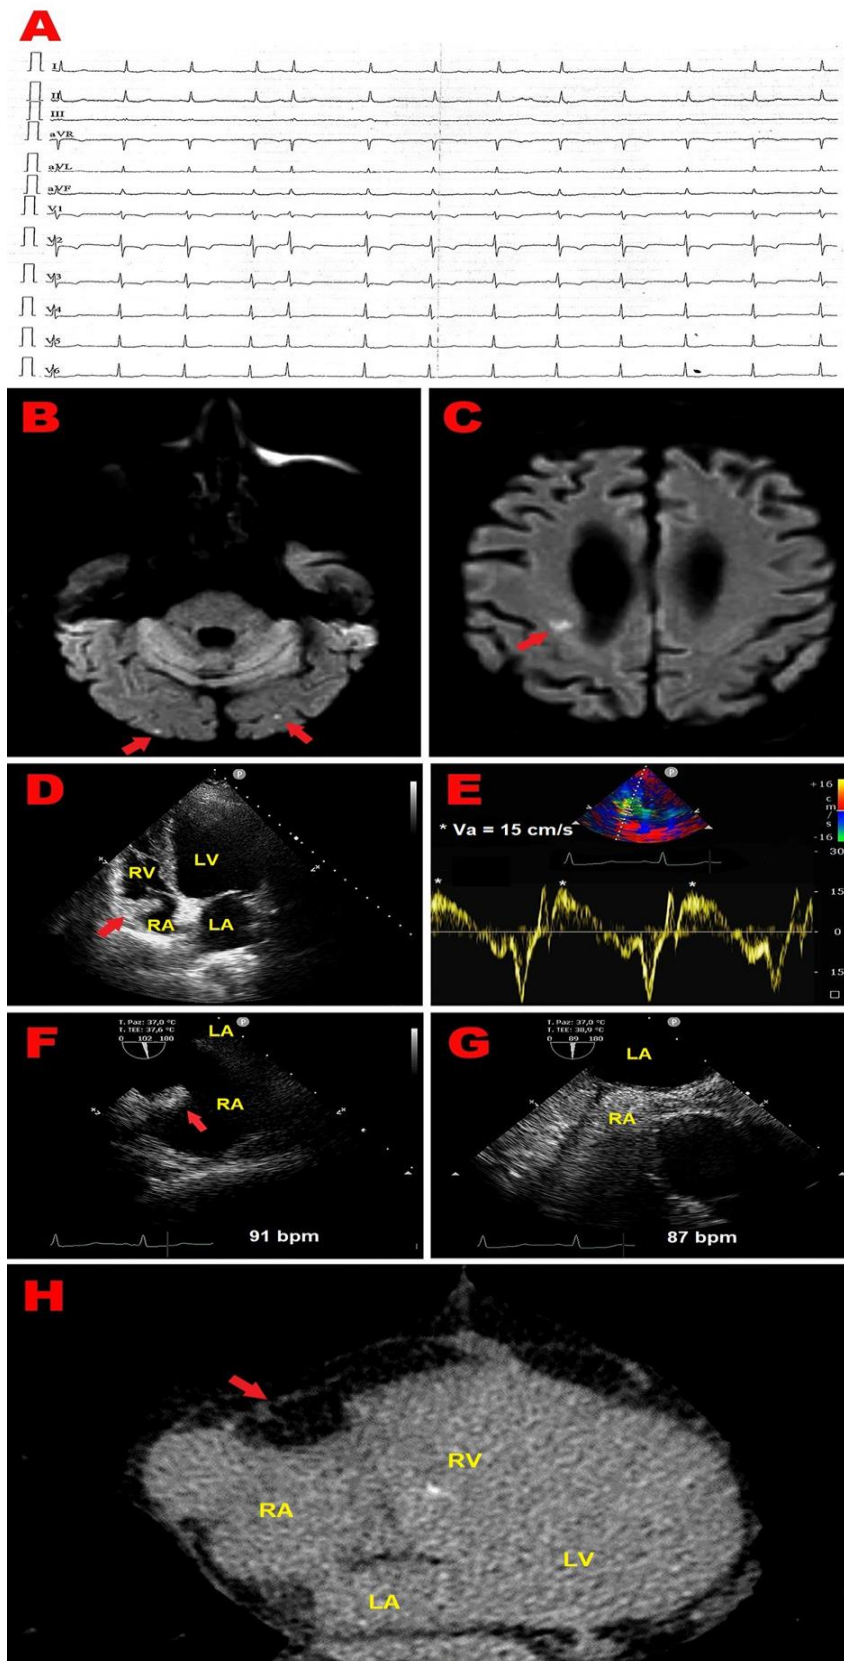 A
I
II
III
aVR
aVL
aVF
V1
V2
V3
V4
V5
V6
B
C
D
P
RV
LV
RA
LA
E
P
* Va = 15 cm/s
+16
c
m
/
s
-16
30
15
0
15
* * *
F
T. Paz: 37,0 °C
T. TEE: 37,6 °C
0 102 180
P
LA
RA
91 bpm
G
T. Paz: 37,0 °C
T. TEE: 38,9 °C
0 89 180
P
LA
RA
87 bpm
H
RV
RA
LV
LA